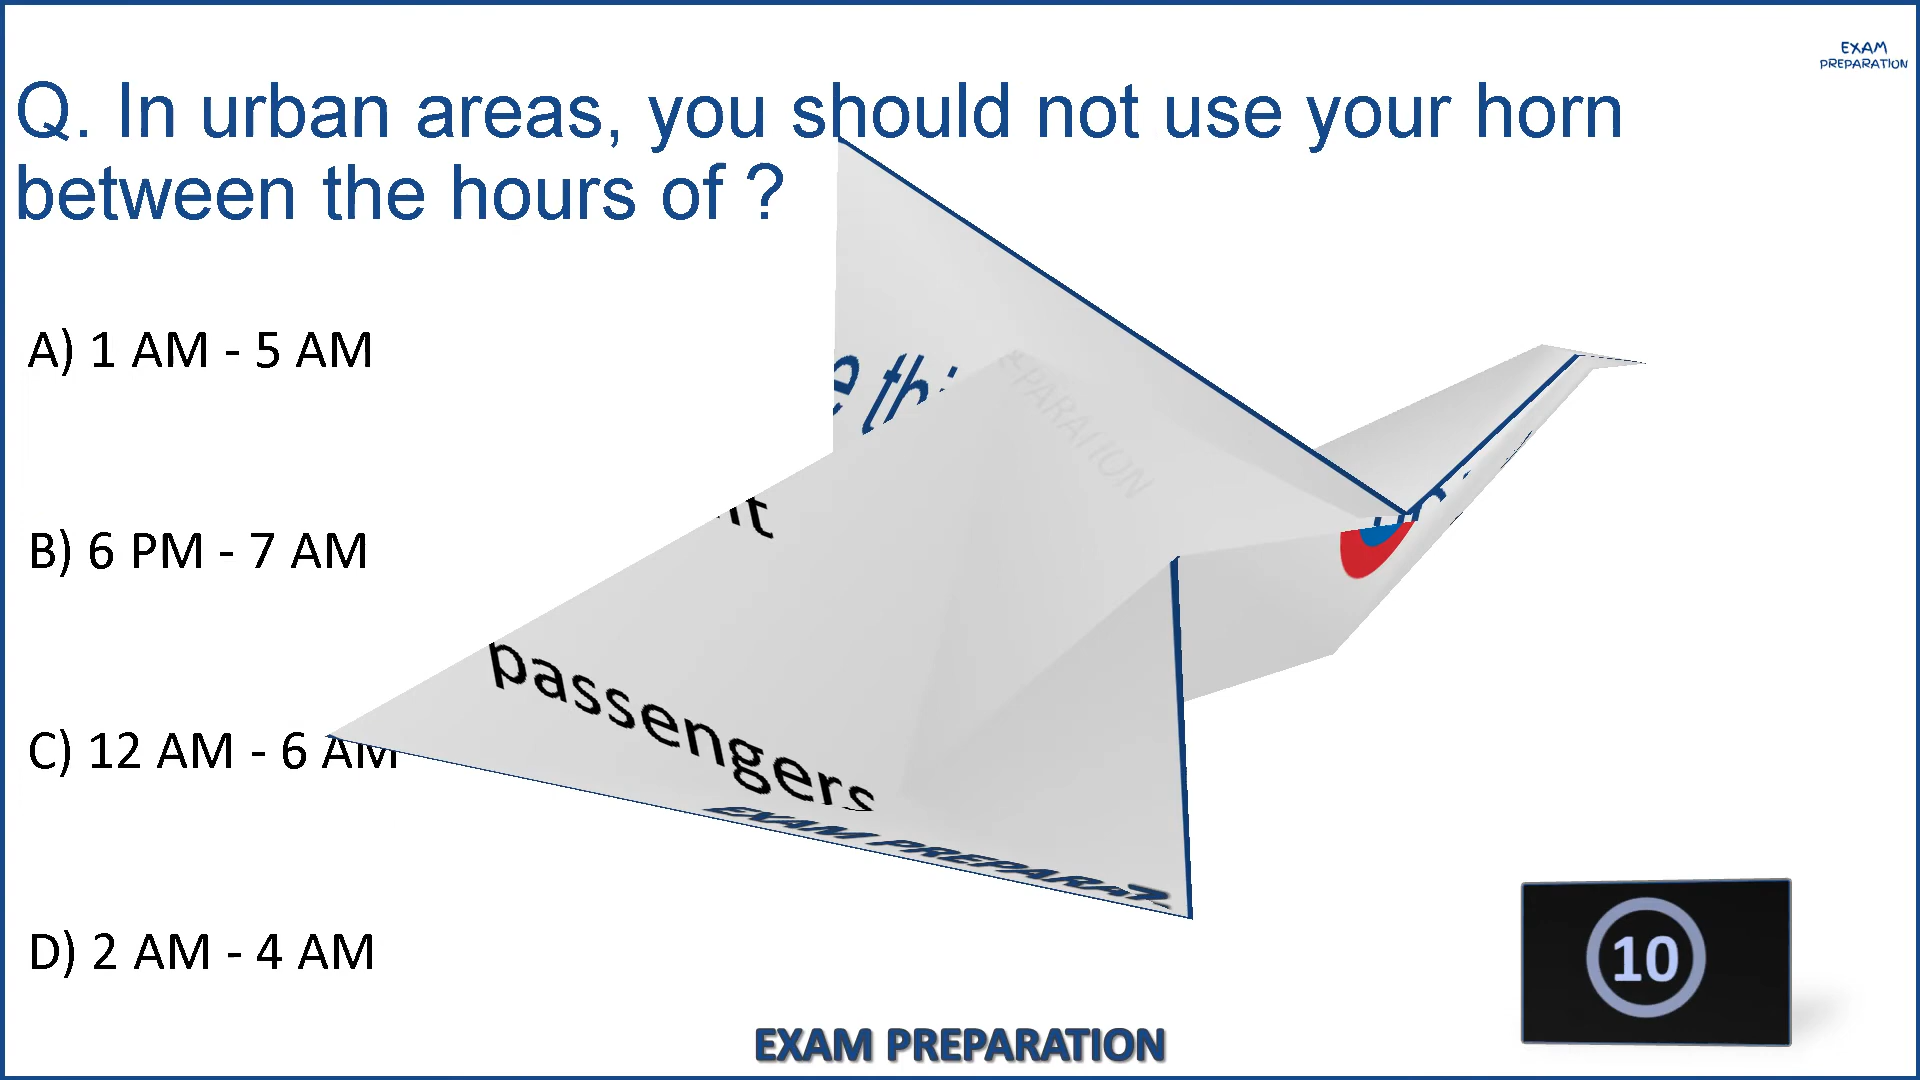 EXAM
PREPARATION
Q. In urban areas, you should not use your horn
between the hours of ?
A) 1 AM - 5 AM
B) 6 PM - 7 AM
passengers
C) 12 AM - 6 AM
EXAM
D) 2 AM - 4 AM
10
EXAM PREPARATION